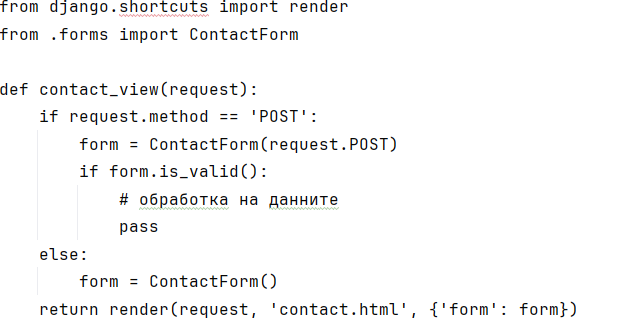 from django.shortcuts import render
from .forms import ContactForm

def contact_view(request):
    if request.method == 'POST':
        form = ContactForm(request.POST)
        if form.is_valid():
            # обработка на данните
            pass
    else:
        form = ContactForm()
    return render(request, 'contact.html', {'form': form})